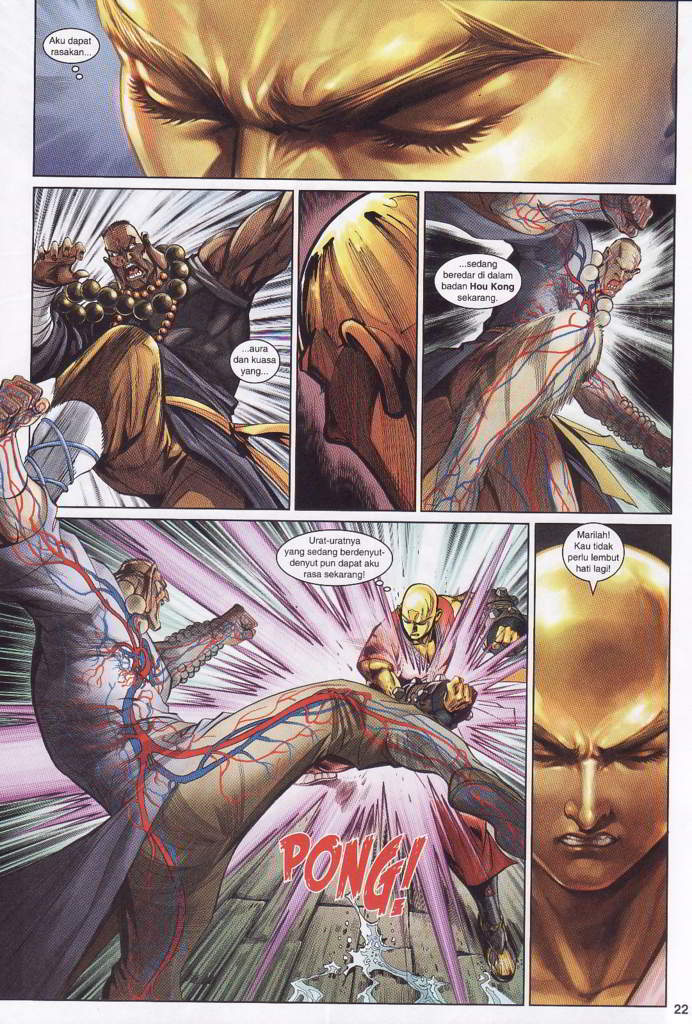 Aku dapat
rasakan...
...aura
dan kuasa
yang...
...sedang
beredar di dalam
badan Hou Kong
sekarang.
Urat-uratnya
yang sedang berdenyut-
denyut pun dapat aku
rasa sekarang!
Marilah!
Kau tidak
perlu lembut
hati lagi!
PONG!
22